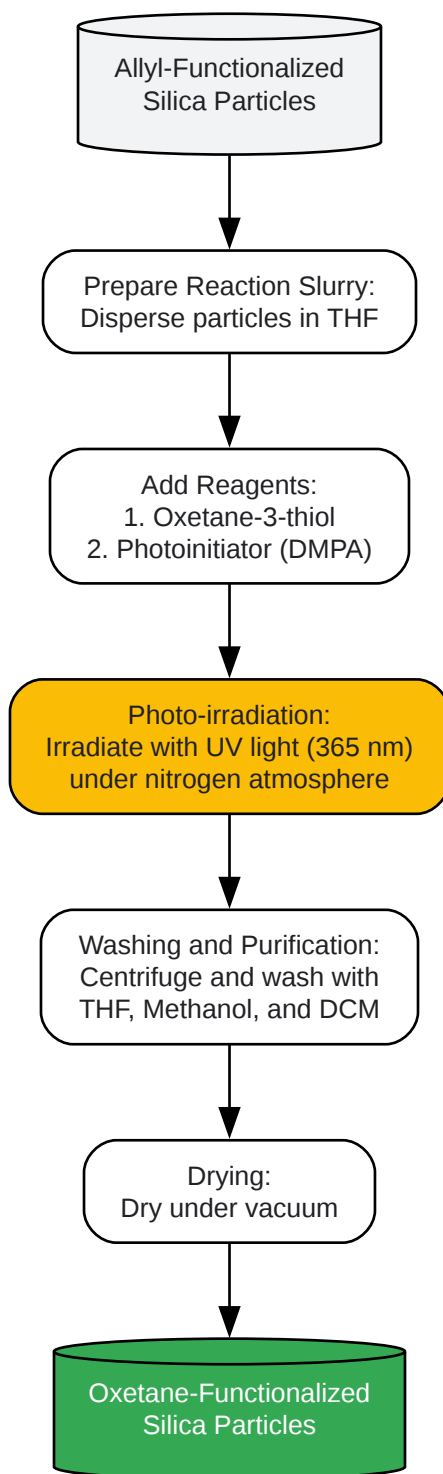 Allyl-Functionalized
Silica Particles
Prepare Reaction Slurry:
Disperse particles in THF
Add Reagents:
1. Oxetane-3-thiol
2. Photoinitiator (DMPA)
Photo-irradiation:
Irradiate with UV light (365 nm)
under nitrogen atmosphere
Washing and Purification:
Centrifuge and wash with
THF, Methanol, and DCM
Drying:
Dry under vacuum
Oxetane-Functionalized
Silica Particles